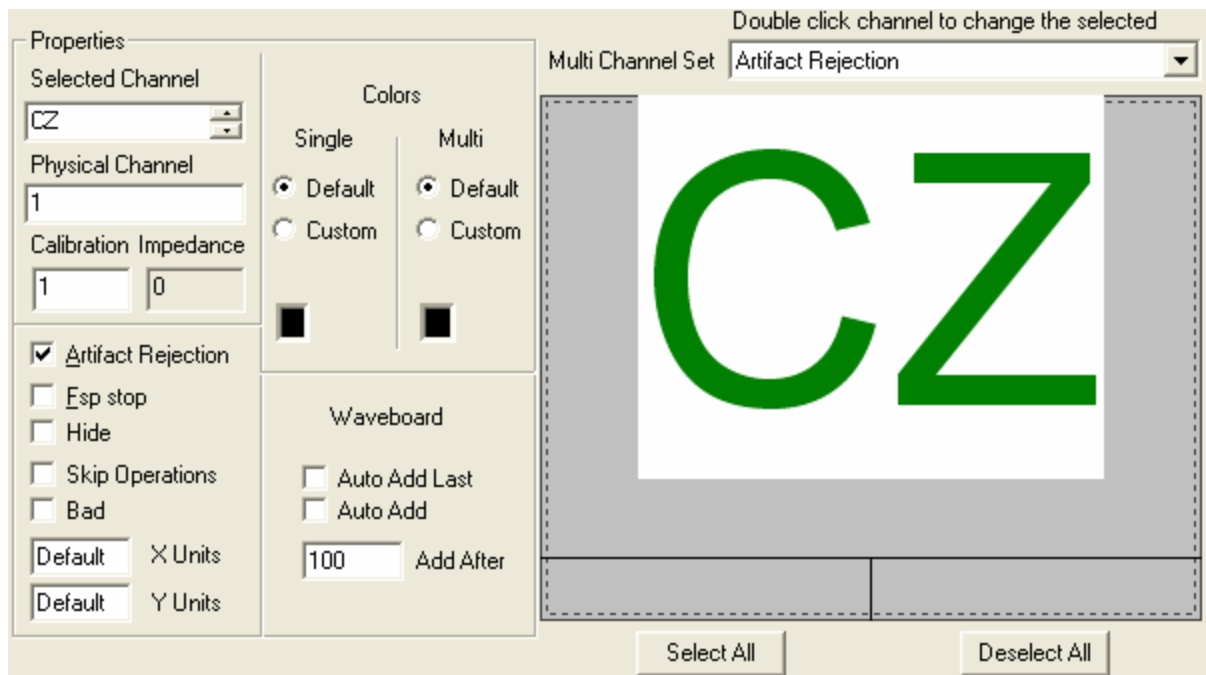 Double click channel to change the selected
Properties
Multi Channel Set Artifact Rejection
Selected Channel
CZ
Physical Channel
1
Calibration Impedance
1 0
Colors
Single Multi
Default Default
Custom Custom
Artifact Rejection
Fsp stop
Hide
Skip Operations
Bad
Default X Units
Default Y Units
Waveboard
Auto Add Last
Auto Add
100 Add After
CZ
Select All Deselect All